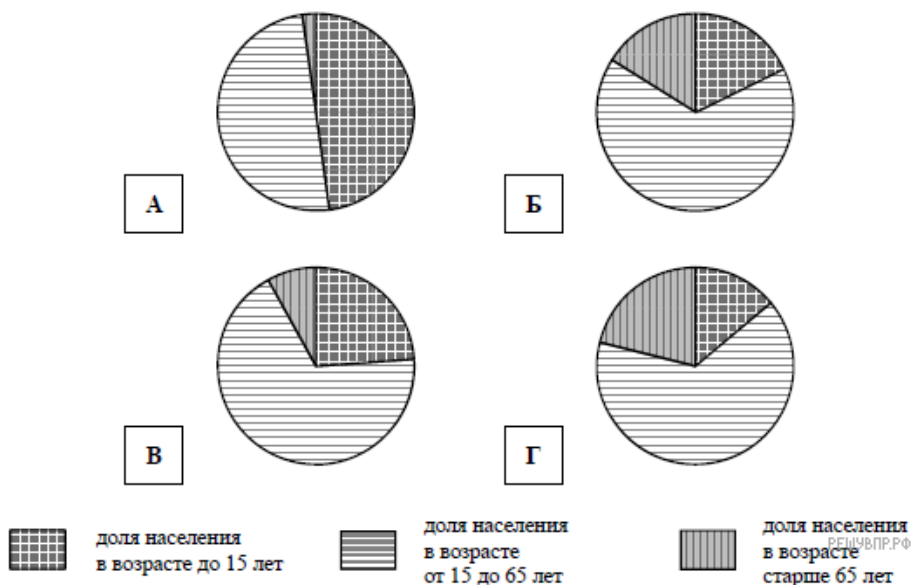 А
Б
В
Г
доля населения
в возрасте до 15 лет
доля населения
в возрасте
от 15 до 65 лет
доля населения
в возрасте
старше 65 лет
РЕШУВПР.РФ